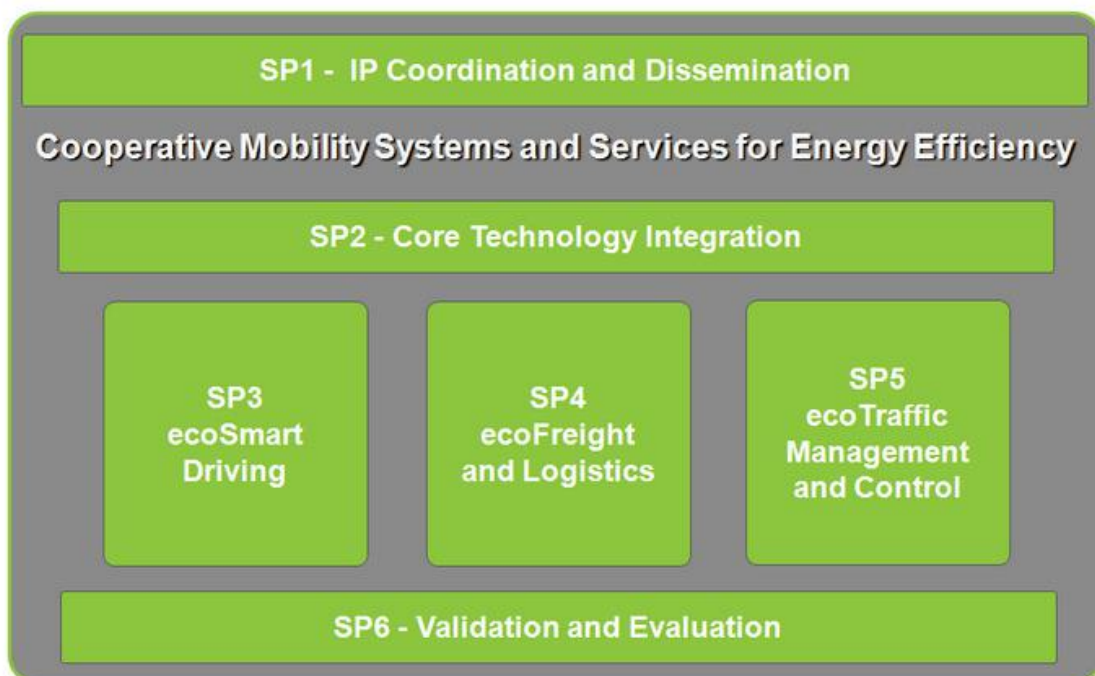 SP1 - IP Coordination and Dissemination
Cooperative Mobility Systems and Services for Energy Efficiency
SP2 - Core Technology Integration
SP3
ecoSmart
Driving
SP4
ecoFreight
and Logistics
SP5
ecoTraffic
Management
and Control
SP6 - Validation and Evaluation